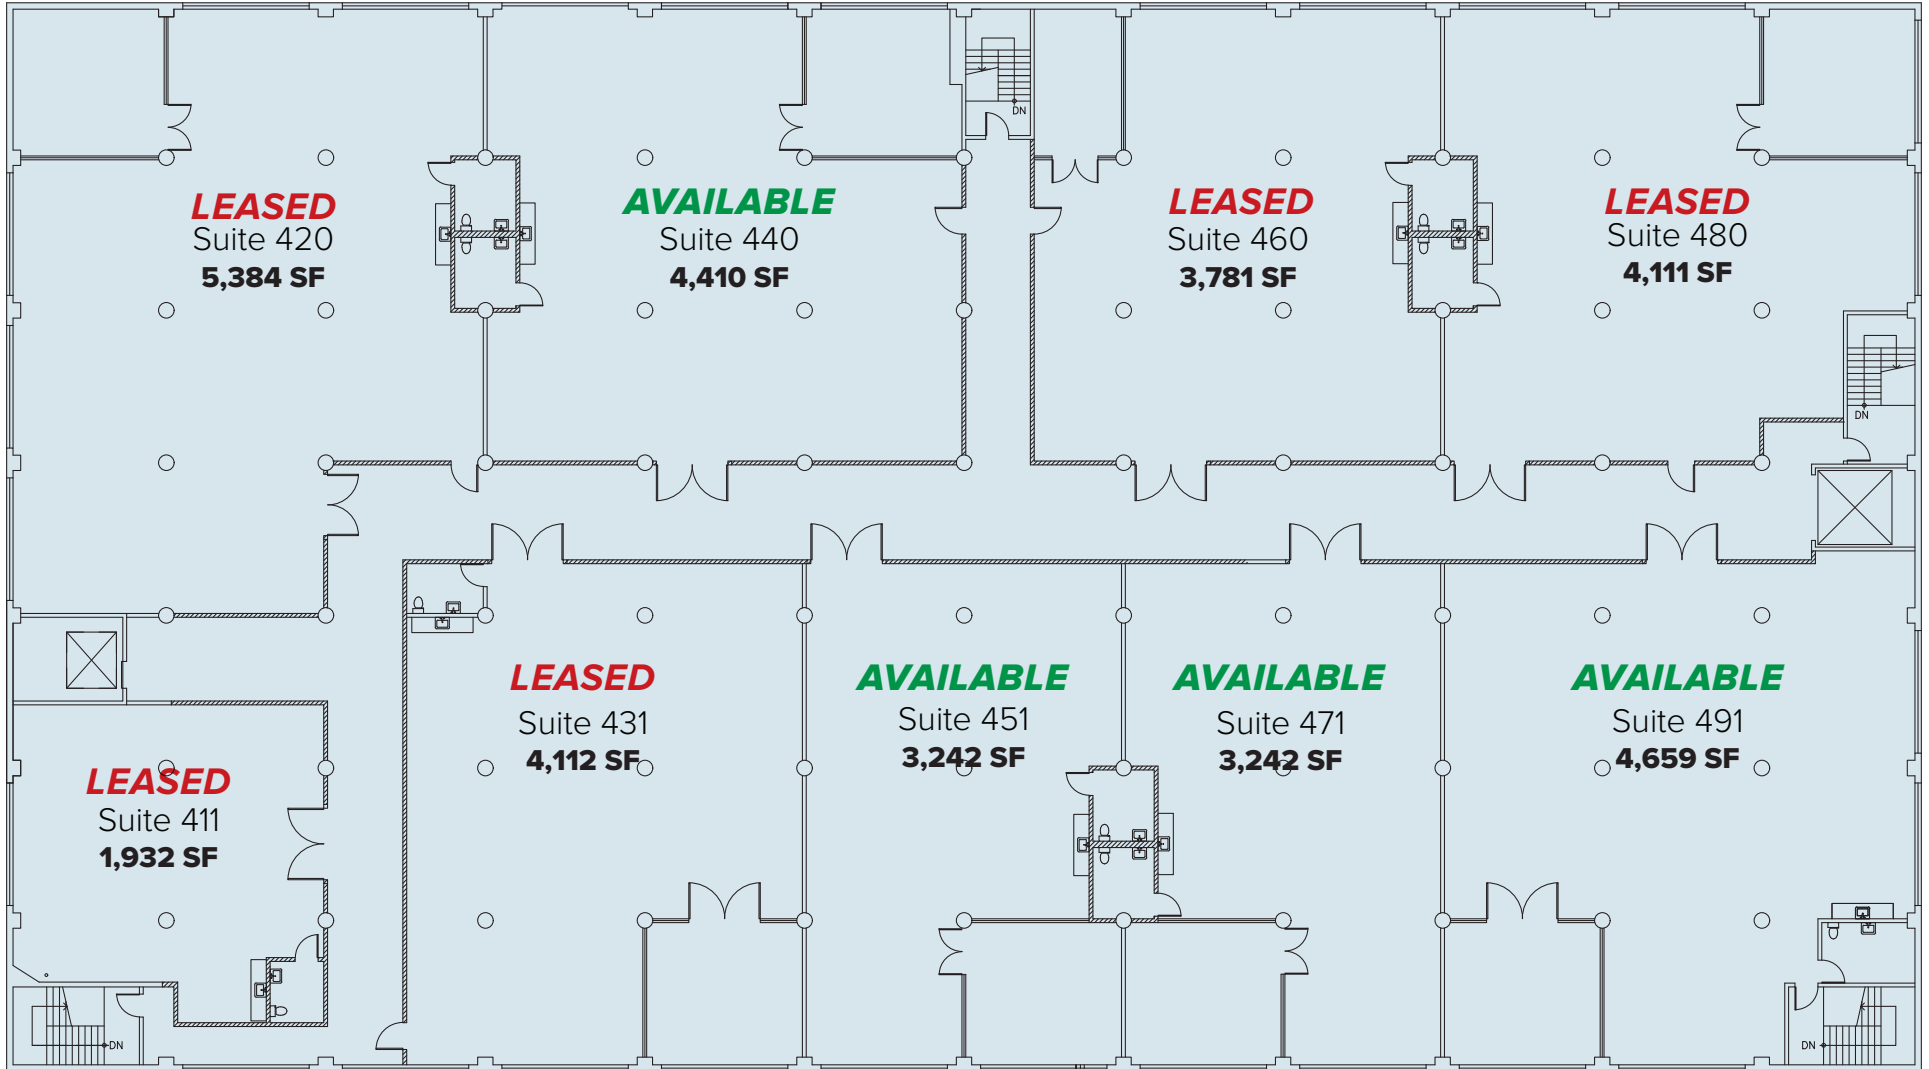 DN
LEASED
Suite 420
5,384 SF
AVAILABLE
Suite 440
4,410 SF
LEASED
Suite 460
3,781 SF
LEASED
Suite 480
4,111 SF
DN
LEASED
Suite 411
1,932 SF
LEASED
Suite 431
4,112 SF
AVAILABLE
Suite 451
3,242 SF
AVAILABLE
Suite 471
3,242 SF
AVAILABLE
Suite 491
4,659 SF
DN
DN